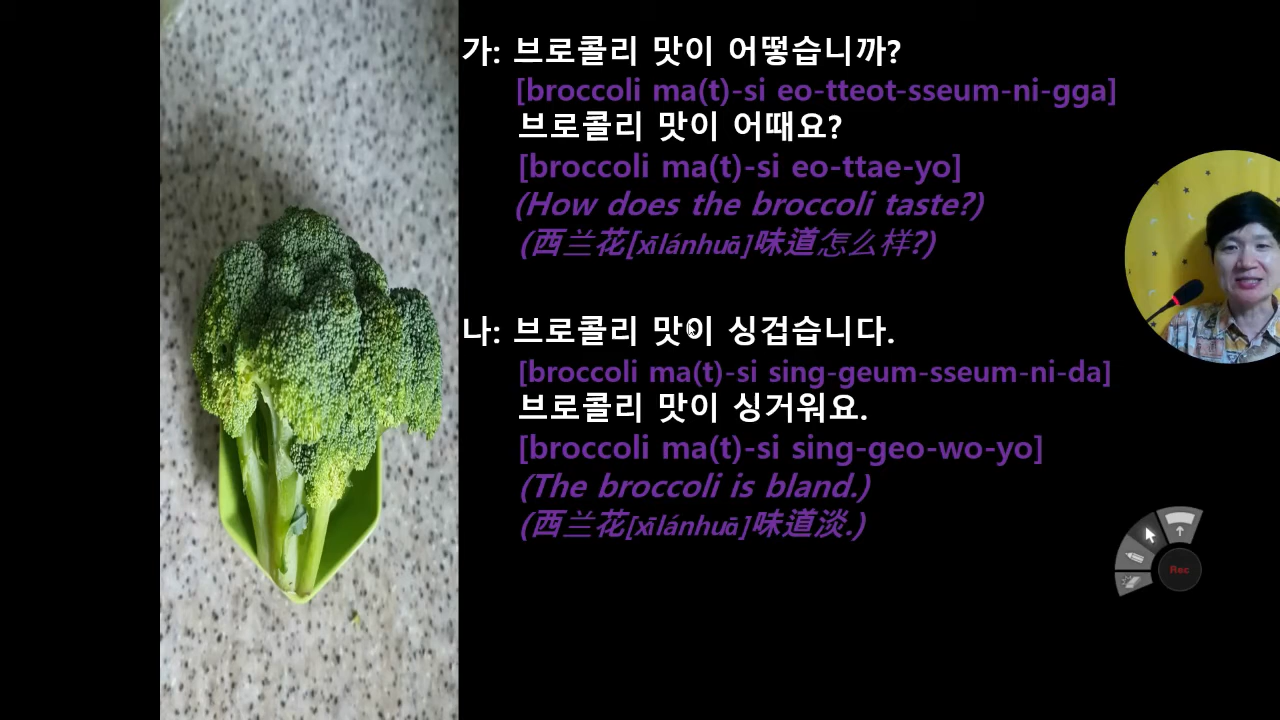 가: 브로콜리 맛이 어떻습니까?
[broccoli ma(t)-si eo-tteot-sseum-ni-gga]
브로콜리 맛이 어때요?
[broccoli ma(t)-si eo-ttae-yo]
(How does the broccoli taste?)
(西兰花[xīlánhuā]味道怎么样?)
나: 브로콜리 맛이 싱겁습니다.
[broccoli ma(t)-si sing-geum-sseum-ni-da]
브로콜리 맛이 싱거워요.
[broccoli ma(t)-si sing-geo-wo-yo]
(The broccoli is bland.)
(西兰花[xīlánhuā]味道淡.)
Rec